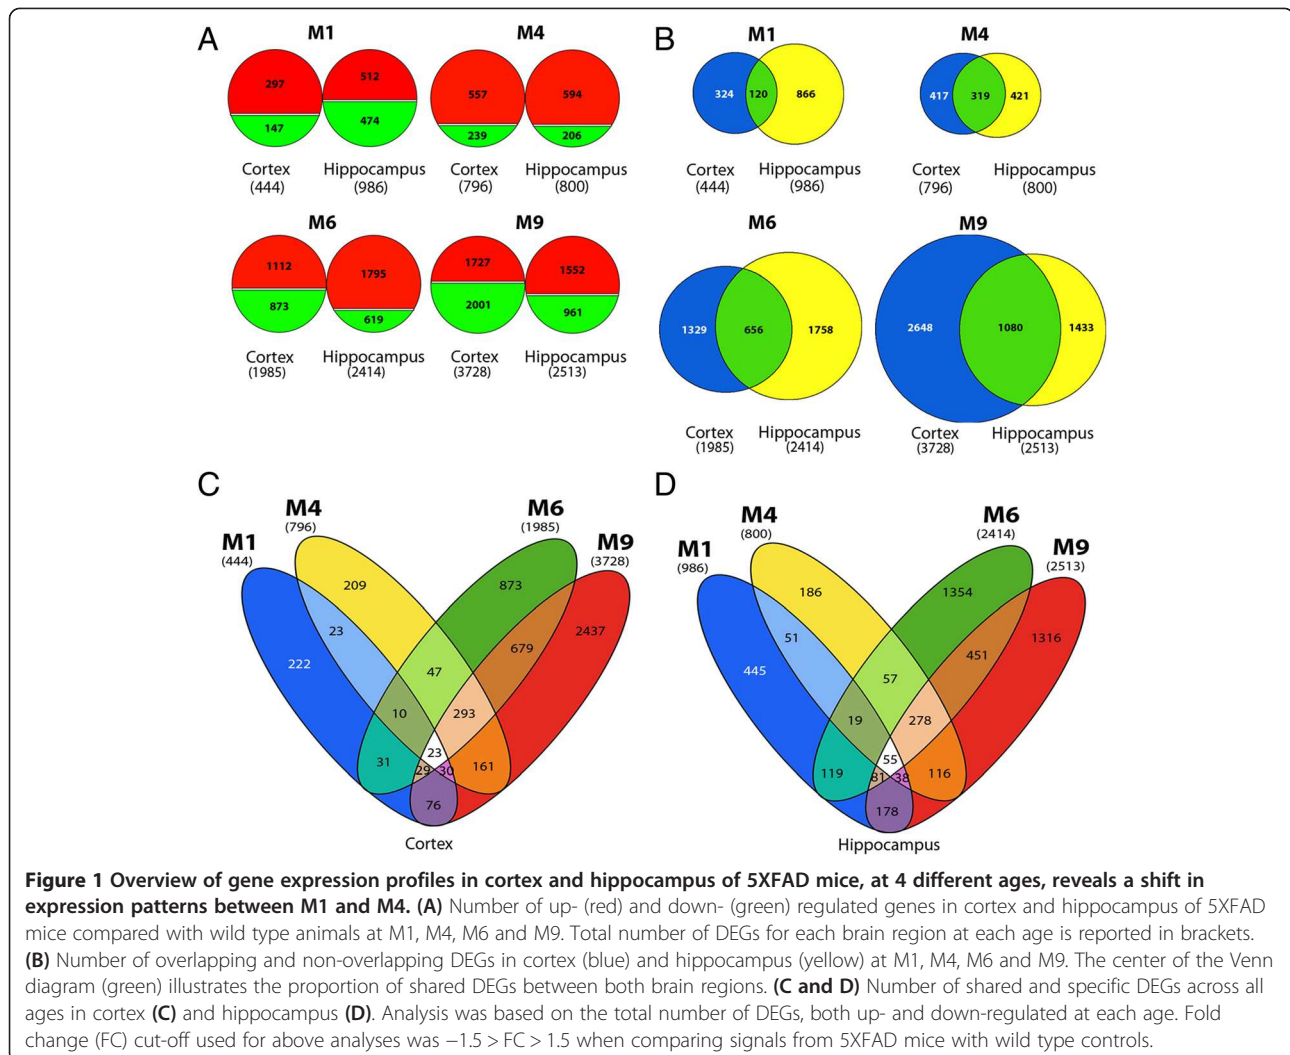 A
M1
M4
297
512
557
594
147
474
239
206
Cortex
(444)
Hippocampus
(986)
Cortex
(796)
Hippocampus
(800)
M6
M9
1112
1795
1727
1552
873
619
2001
961
Cortex
(1985)
Hippocampus
(2414)
Cortex
(3728)
Hippocampus
(2513)
B
M1
M4
324
120
866
417
319
421
Cortex
(444)
Hippocampus
(986)
Cortex
(796)
Hippocampus
(800)
M6
M9
1329
656
1758
2648
1080
1433
Cortex
(1985)
Hippocampus
(2414)
Cortex
(3728)
Hippocampus
(2513)
C
M1
(444)
M4
(796)
M6
(1985)
M9
(3728)
209
873
23
2437
222
47
679
10
293
23
31
29
30
161
76
Cortex
D
M1
(986)
M4
(800)
M6
(2414)
M9
(2513)
186
1354
51
1316
445
57
451
19
278
55
119
81
38
116
178
Hippocampus
Figure 1 Overview of gene expression profiles in cortex and hippocampus of 5XFAD mice, at 4 different ages, reveals a shift in
expression patterns between M1 and M4. (A) Number of up- (red) and down- (green) regulated genes in cortex and hippocampus of 5XFAD
mice compared with wild type animals at M1, M4, M6 and M9. Total number of DEGs for each brain region at each age is reported in brackets.
(B) Number of overlapping and non-overlapping DEGs in cortex (blue) and hippocampus (yellow) at M1, M4, M6 and M9. The center of the Venn
diagram (green) illustrates the proportion of shared DEGs between both brain regions. (C and D) Number of shared and specific DEGs across all
ages in cortex (C) and hippocampus (D). Analysis was based on the total number of DEGs, both up- and down-regulated at each age. Fold
change (FC) cut-off used for above analyses was −1.5 > FC > 1.5 when comparing signals from 5XFAD mice with wild type controls.